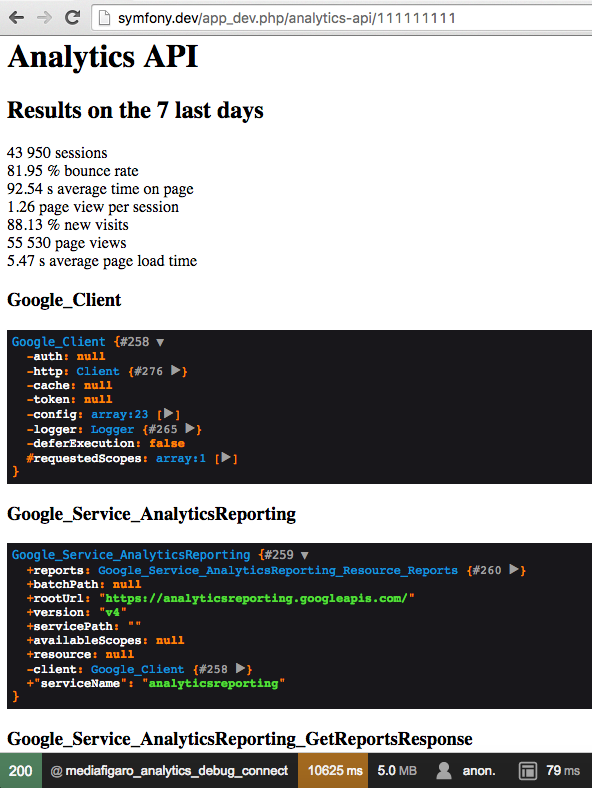 symfony.dev/app_dev.php/analytics-api/111111111
Analytics API
Results on the 7 last days
43 950 sessions
81.95 % bounce rate
92.54 s average time on page
1.26 page view per session
88.13 % new visits
55 530 page views
5.47 s average page load time
Google_Client
Google_Client {#258 ▼
-auth: null
-http: Client {#276 ▶}
-cache: null
-token: null
-config: array:23 [▶]
-logger: Logger {#265 ▶}
-deferExecution: false
#requestedScopes: array:1 [▶]
}
Google_Service_AnalyticsReporting
Google_Service_AnalyticsReporting {#259 ▼
+reports: Google_Service_AnalyticsReporting_Resource_Reports {#260 ▶}
+batchPath: null
+rootUrl: "https://analyticsreporting.googleapis.com/"
+version: "v4"
+servicePath: ""
+availableScopes: null
+resource: null
-client: Google_Client {#258 ▶}
+"serviceName": "analyticsreporting"
}
Google_Service_AnalyticsReporting_GetReportsResponse
200 @ mediafigaro_analytics_debug_connect 10625 ms 5.0 MB anon. 79 ms